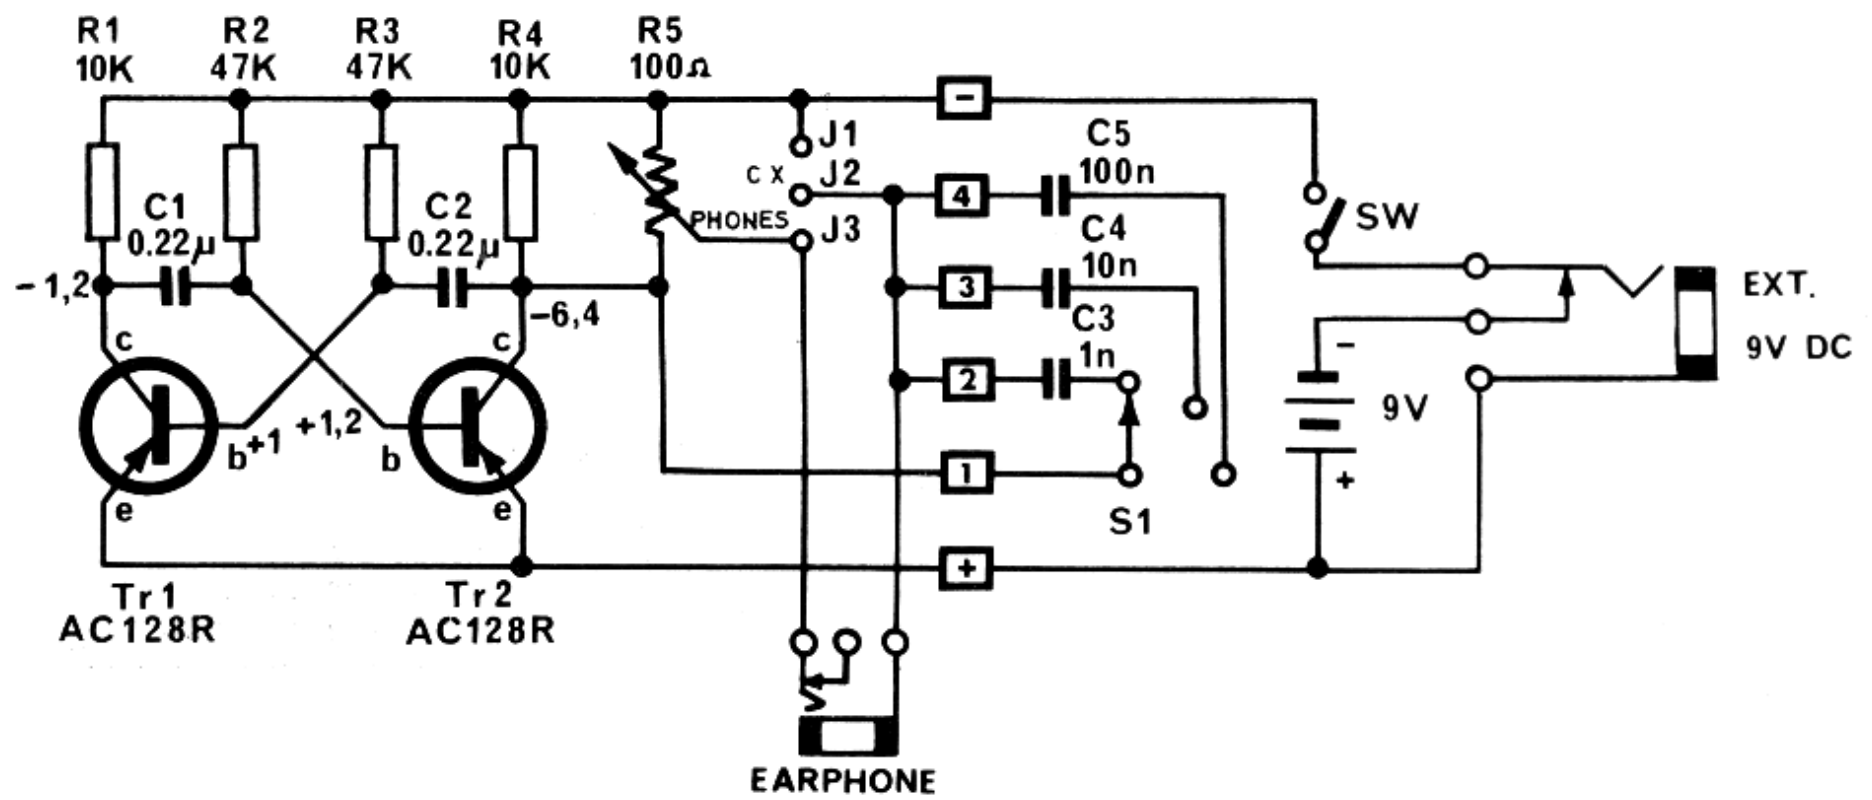 R1 R2 R3 R4 R5
10K 47K 47K 10K 100Ω
−
J1 C5
CX J2 4 100n
C1 C2 PHONES J3 C4 SW
0.22μ 0.22μ 10n
-1,2 3 EXT.
-6,4 C3
c c 1n − 9V DC
2 9V
b+1 +1,2 b 1 +
e e S1
+
Tr1 Tr2
AC128R AC128R
EARPHONE